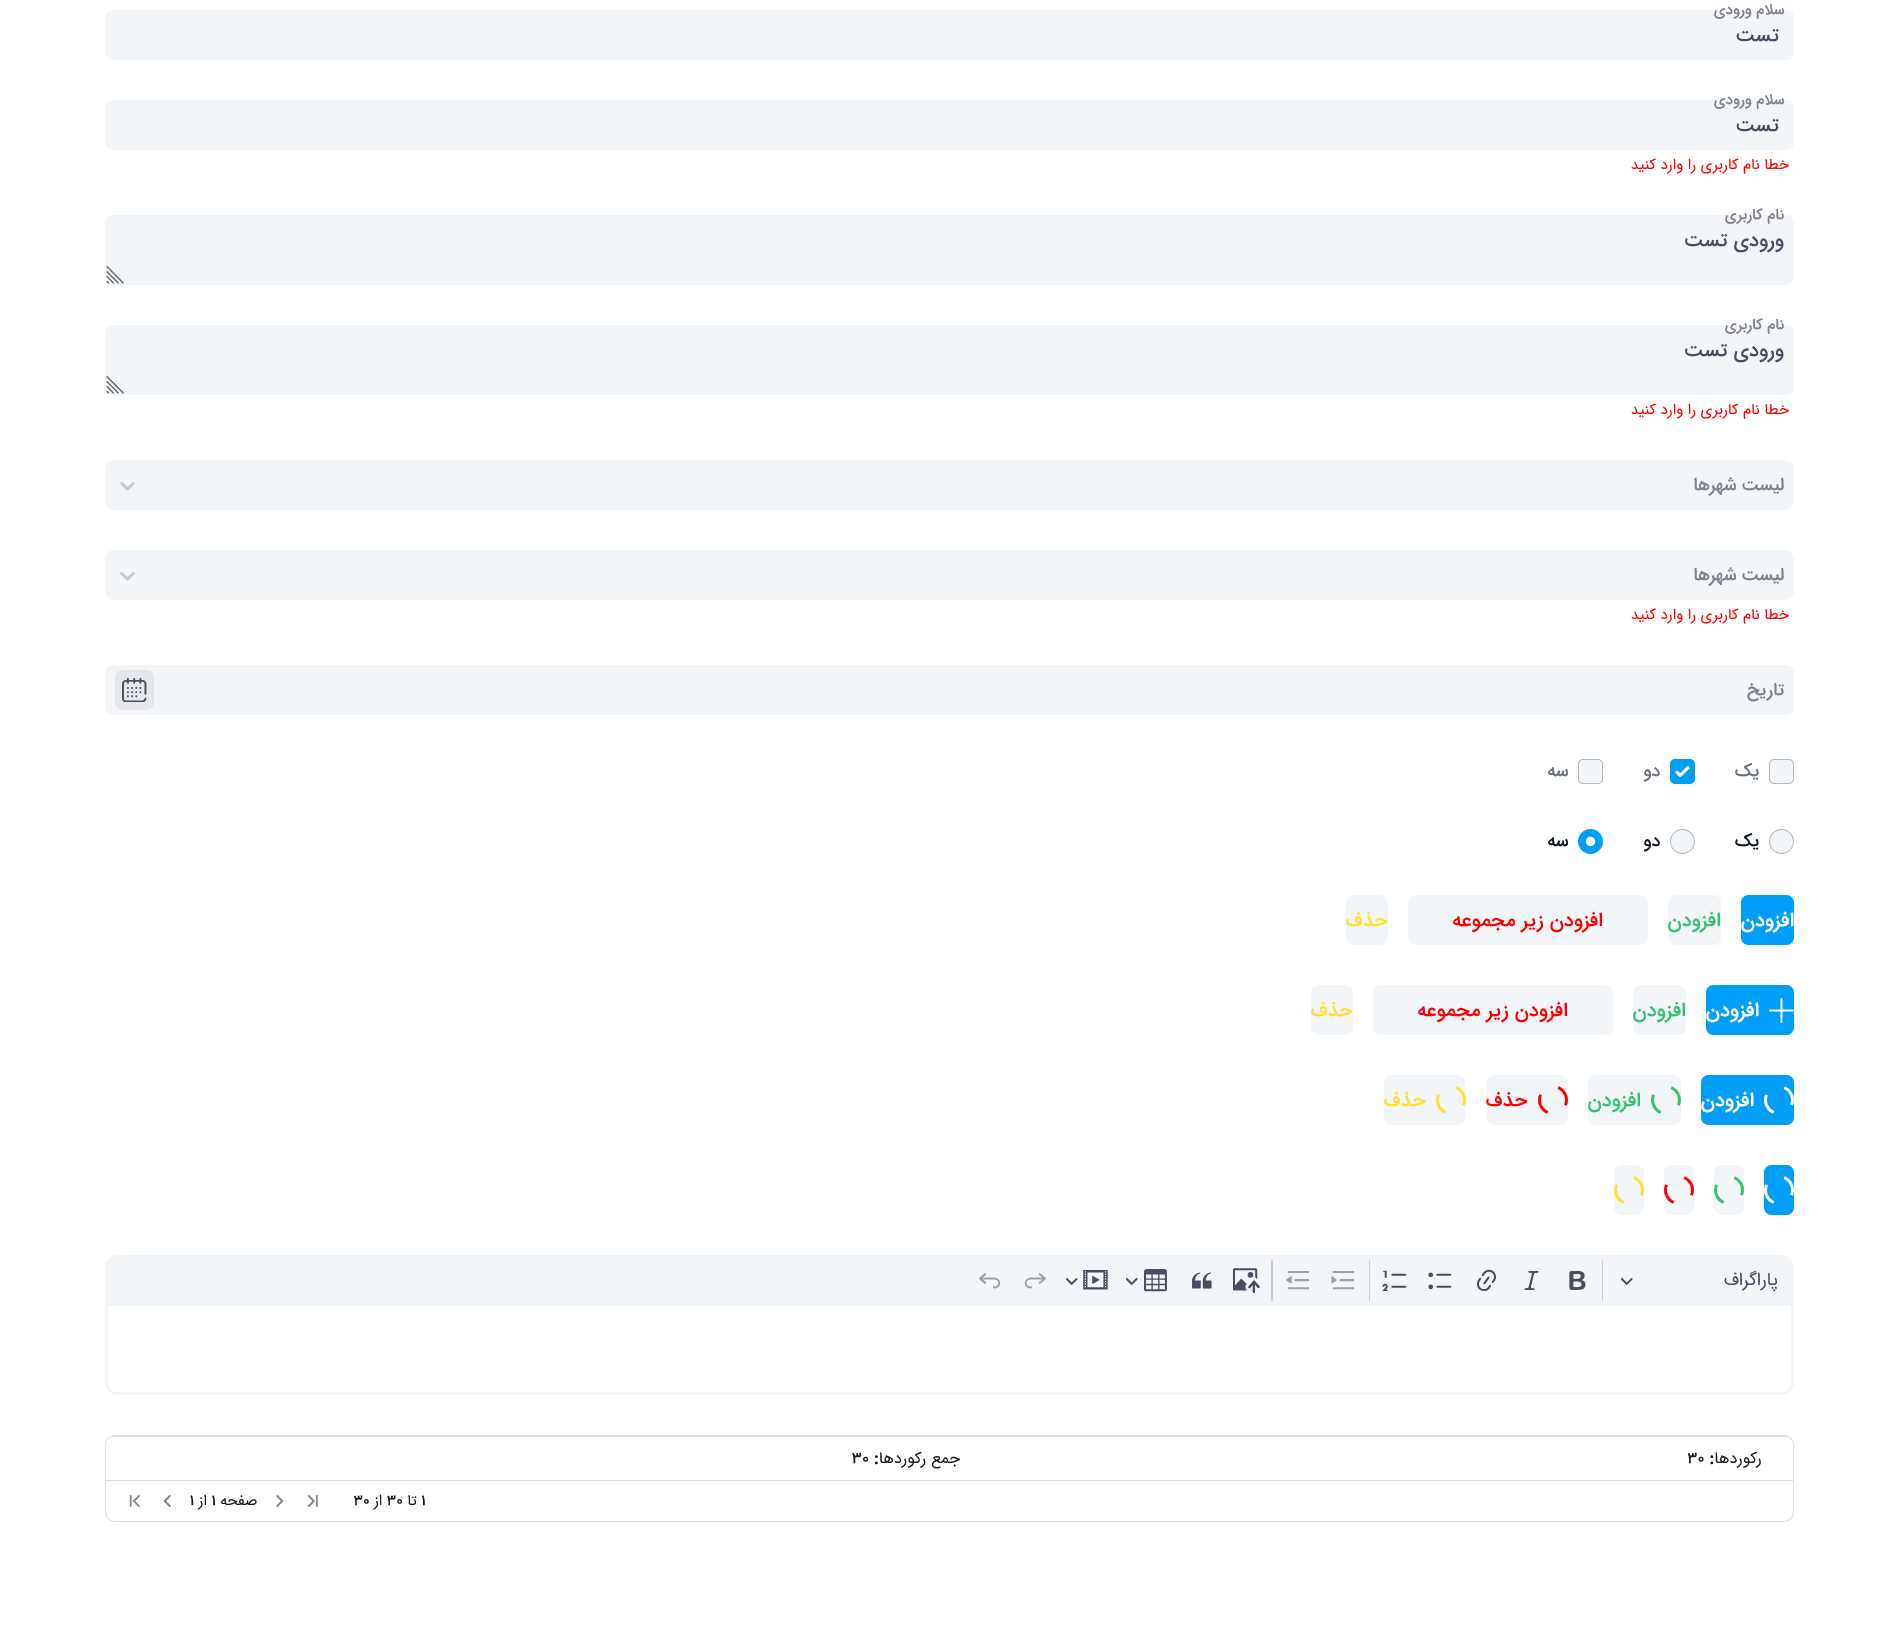 سلام ورودی
تست
سلام ورودی
تست
خطا نام کاربری را وارد کنید
نام کاربری
ورودی تست
نام کاربری
ورودی تست
خطا نام کاربری را وارد کنید
لیست شهرها
لیست شهرها
خطا نام کاربری را وارد کنید
تاریخ
یک دو سه
یک دو سه
افزودن افزودن افزودن زیر مجموعه حذف
افزودن افزودن افزودن زیر مجموعه حذف
افزودن افزودن حذف حذف
پاراگراف
رکوردها: ۳۰ جمع رکوردها: ۳۰
۱ تا ۳۰ از ۳۰ صفحه ۱ از ۱